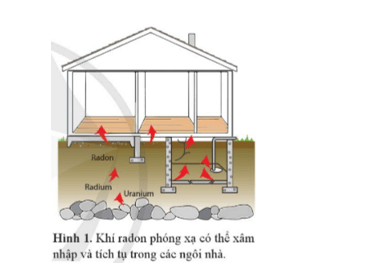 Radon
Radium
Uranium
Hình 1. Khí radon phóng xạ có thể xâm
nhập và tích tụ trong các ngôi nhà.